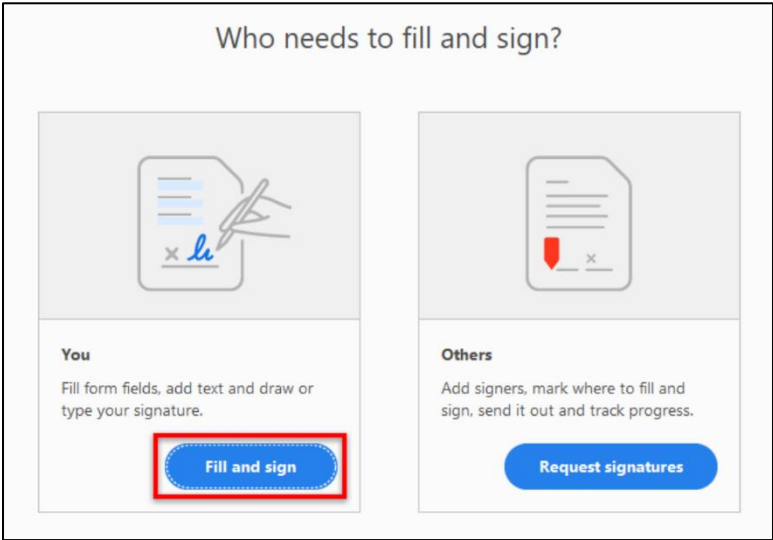 Who needs to fill and sign?
You
Fill form fields, add text and draw or
type your signature.
Fill and sign
Others
Add signers, mark where to fill and
sign, send it out and track progress.
Request signatures